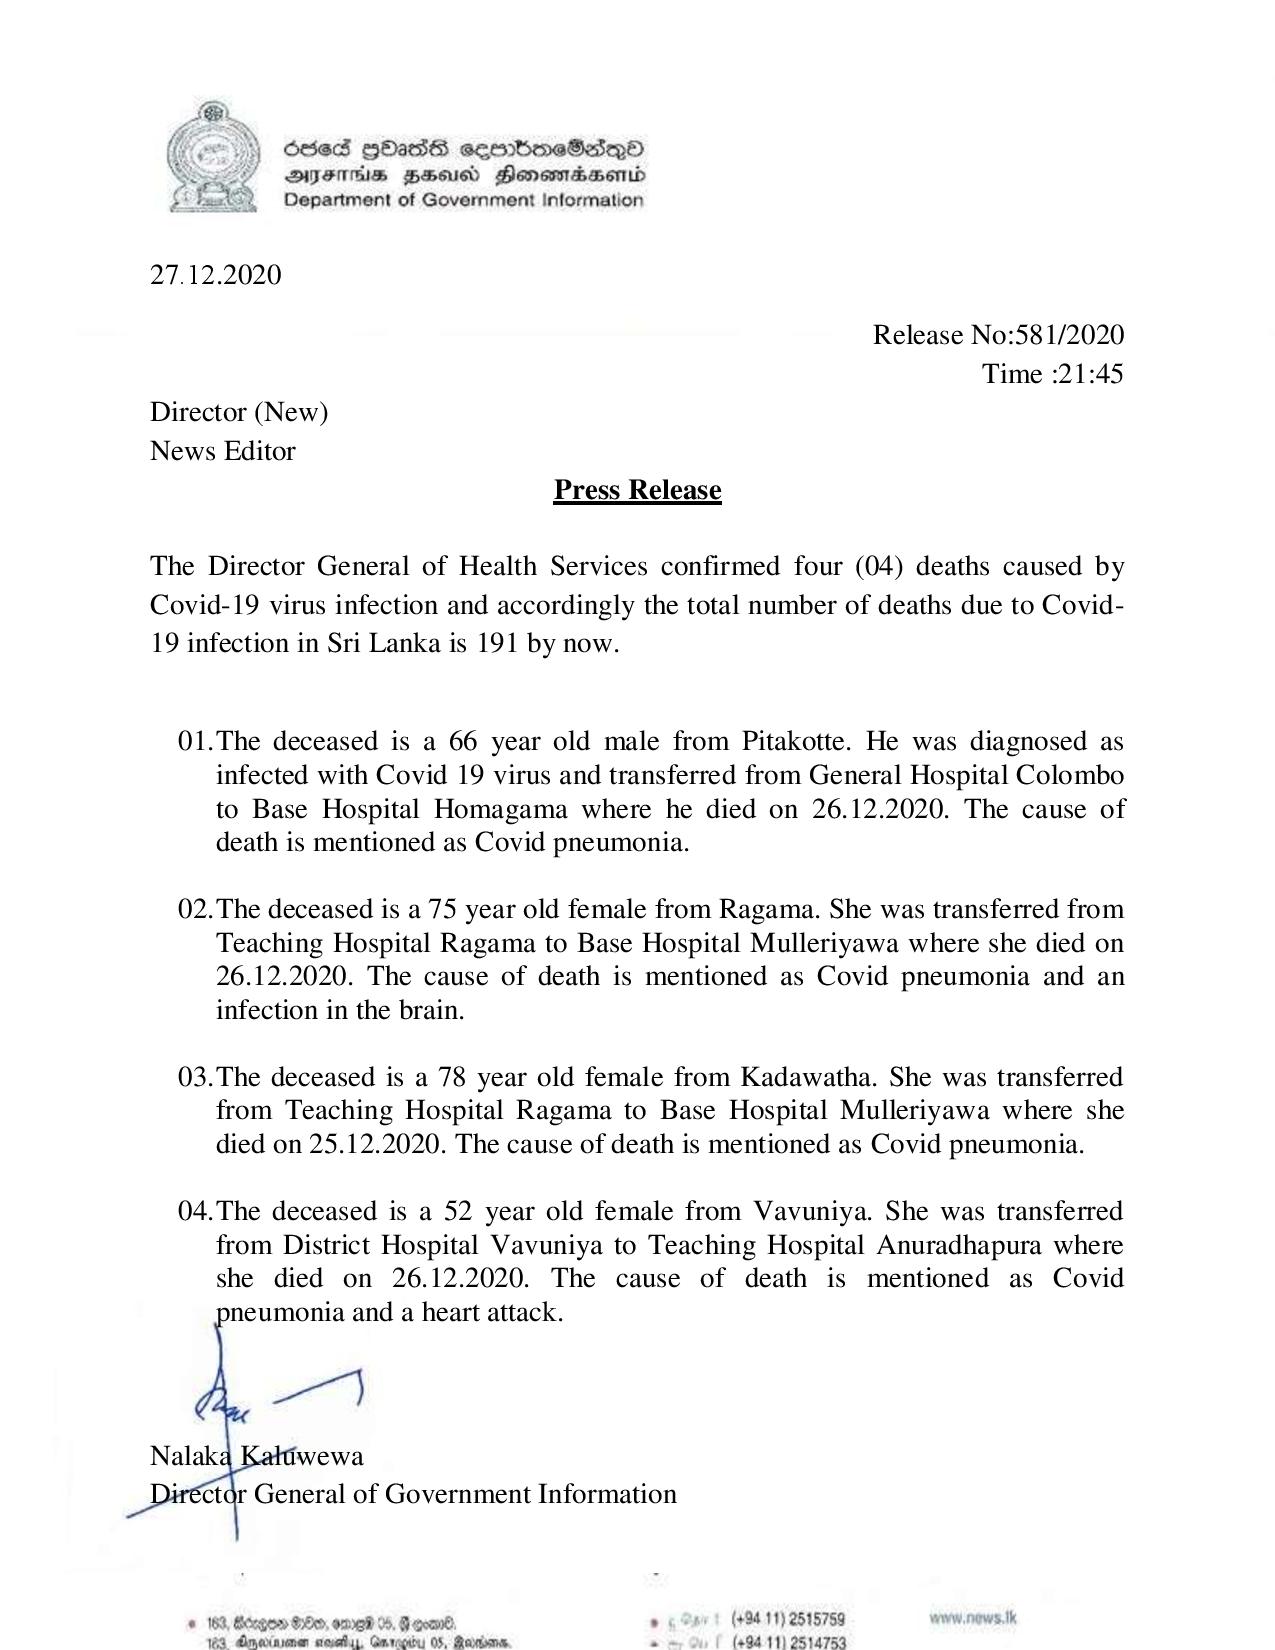 රජයේ ප්‍රවෘත්ති දෙපාර්තමේන්තුව
அரசாங்க தகவல் திணைக்களம்
Department of Government Information
27.12.2020
Release No:581/2020
Time :21:45
Director (New)
News Editor
Press Release
The Director General of Health Services confirmed four (04) deaths caused by
Covid-19 virus infection and accordingly the total number of deaths due to Covid-
19 infection in Sri Lanka is 191 by now.
01.The deceased is a 66 year old male from Pitakotte. He was diagnosed as
infected with Covid 19 virus and transferred from General Hospital Colombo
to Base Hospital Homagama where he died on 26.12.2020. The cause of
death is mentioned as Covid pneumonia.
02.The deceased is a 75 year old female from Ragama. She was transferred from
Teaching Hospital Ragama to Base Hospital Mulleriyawa where she died on
26.12.2020. The cause of death is mentioned as Covid pneumonia and an
infection in the brain.
03.The deceased is a 78 year old female from Kadawatha. She was transferred
from Teaching Hospital Ragama to Base Hospital Mulleriyawa where she
died on 25.12.2020. The cause of death is mentioned as Covid pneumonia.
04.The deceased is a 52 year old female from Vavuniya. She was transferred
from District Hospital Vavuniya to Teaching Hospital Anuradhapura where
she died on 26.12.2020. The cause of death is mentioned as Covid
pneumonia and a heart attack.
Nalaka Kaluwewa
Director General of Government Information
163, කිරුලපන මාවත, කොළඹ 05, ශ්‍රී ලංකාව.
163, கிருலப்பனை கொழும்பு 05, இலங்கை.
(+94 11) 2515759
(+94 11) 2514753
www.news.lk